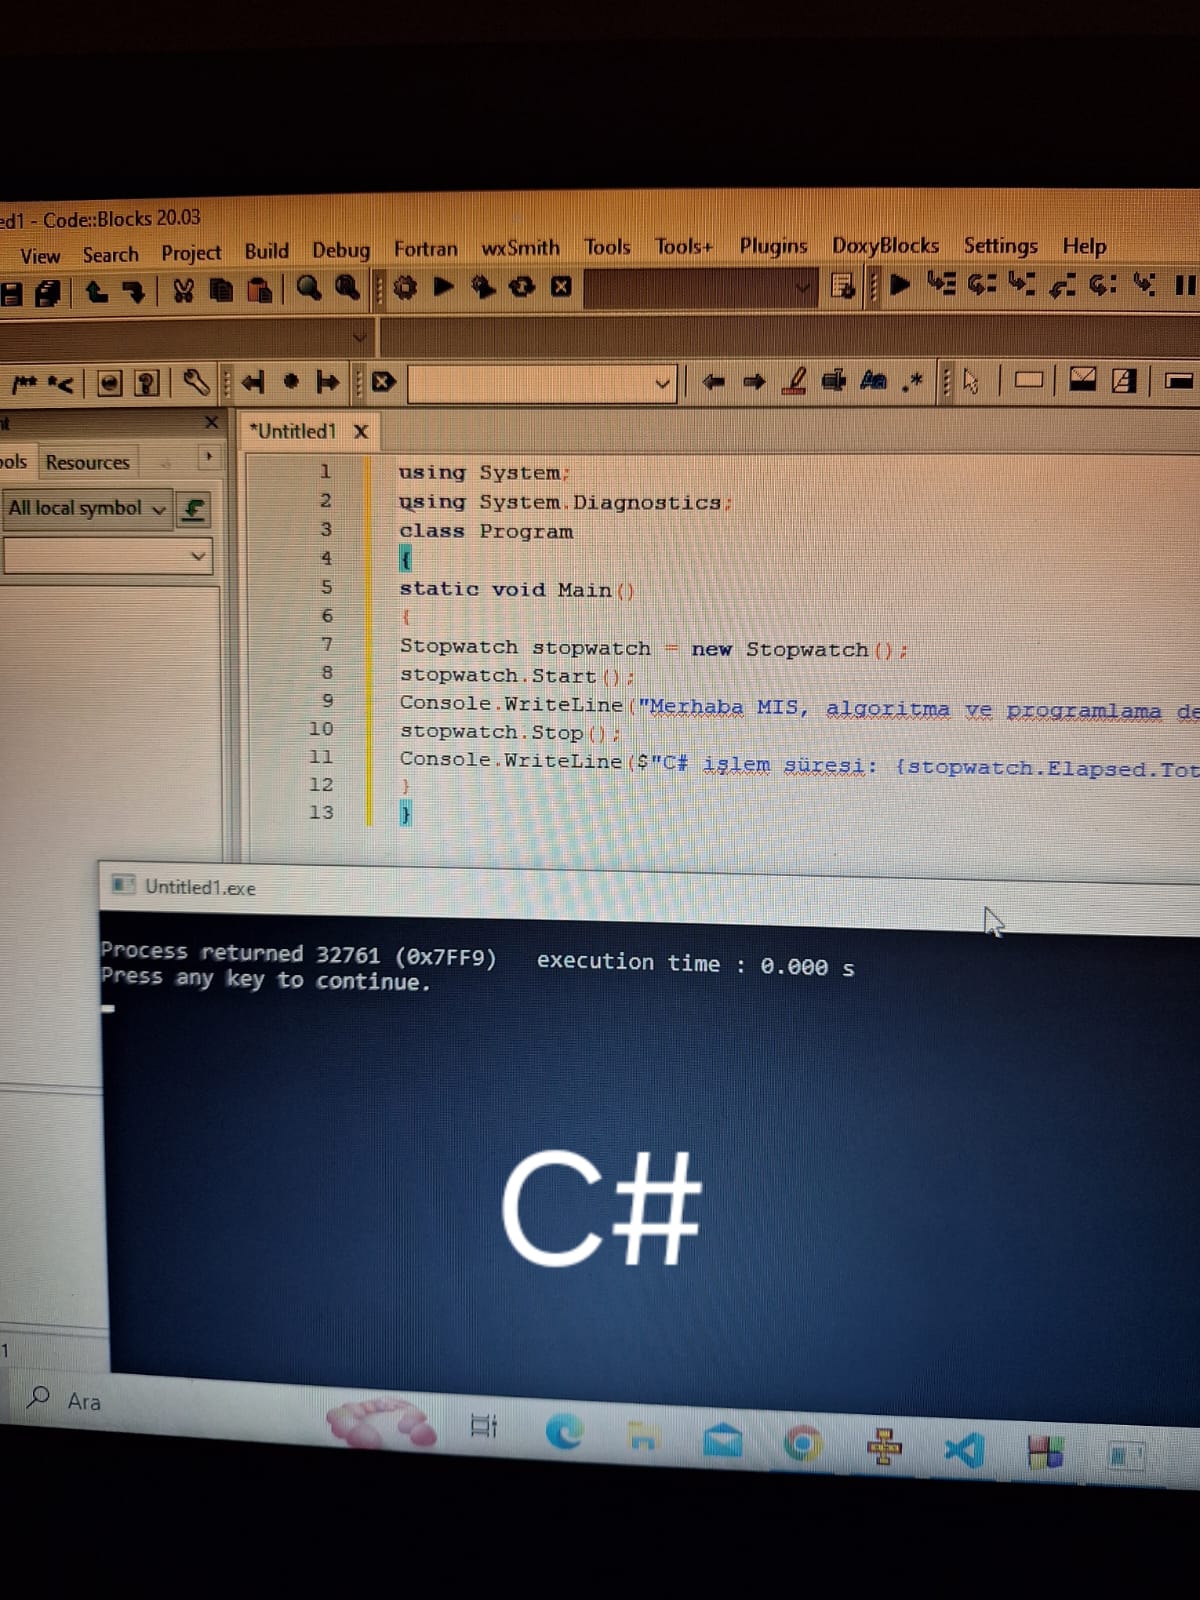 Code::Blocks 20.03
View Search Project Build Debug Fortran wxSmith Tools Tools+ Plugins DoxyBlocks Settings Help
*Untitled1 X
Resources
All local symbol
1 using System;
2 using System.Diagnostics;
3 class Program
4 {
5 static void Main()
6 {
7 Stopwatch stopwatch = new Stopwatch();
8 stopwatch.Start();
9 Console.WriteLine("Merhaba MIS, algoritma ve programlama de
10 stopwatch.Stop();
11 Console.WriteLine($"C# işlem süresi: {stopwatch.Elapsed.Tot
12 }
13 }
Untitled1.exe
Process returned 32761 (0x7FF9) execution time : 0.000 s
Press any key to continue.
C#
1
Ara